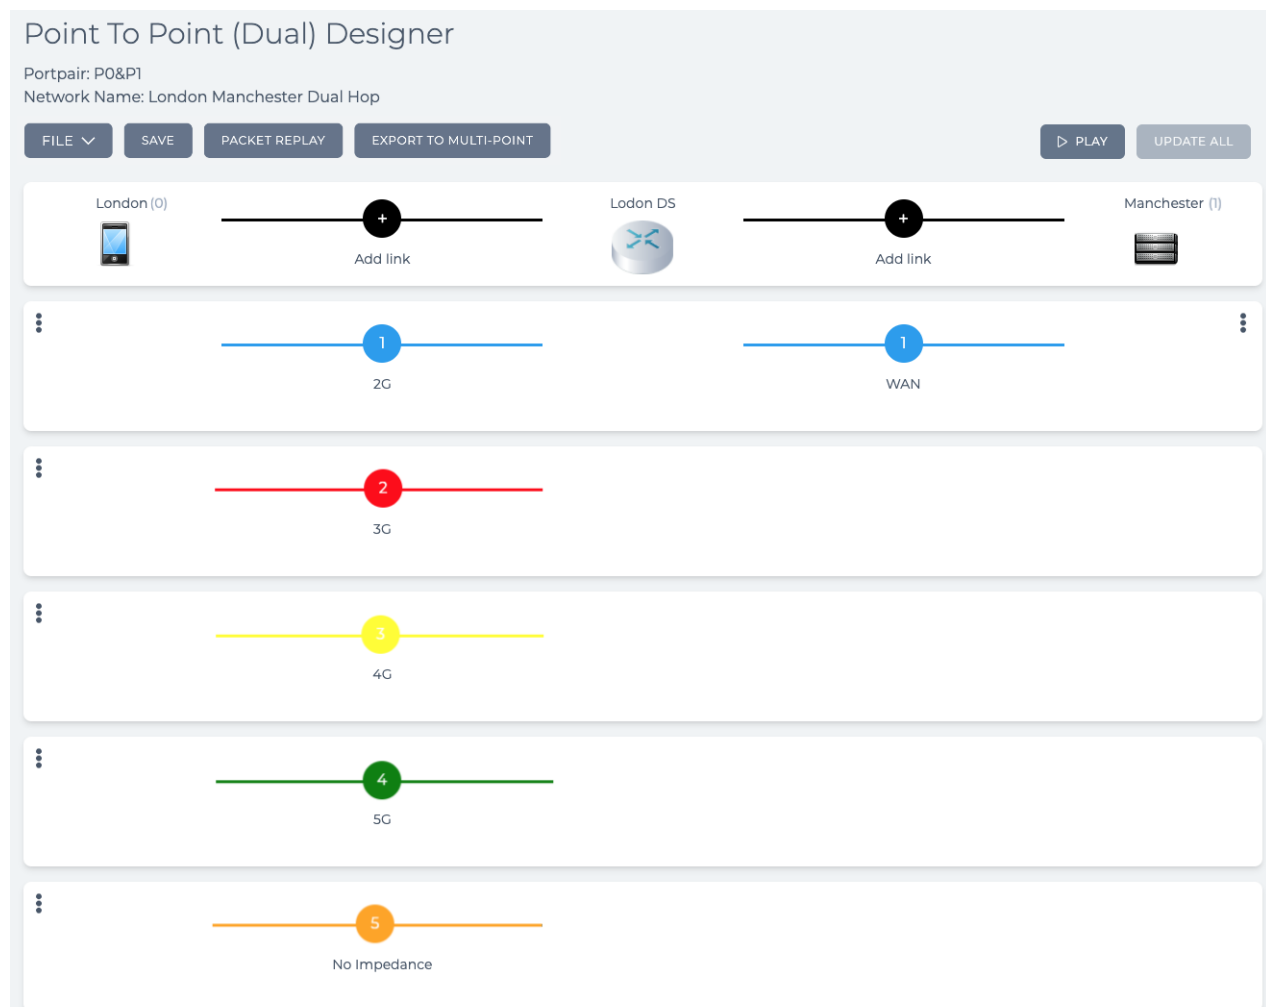 Point To Point (Dual) Designer
Portpair: P0&P1
Network Name: London Manchester Dual Hop
FILE SAVE PACKET REPLAY EXPORT TO MULTI-POINT PLAY UPDATE ALL
London (0) Lodon DS Manchester (1)
+ +
Add link Add link
1 1
2G WAN
2
3G
3
4G
4
5G
5
No Impedance